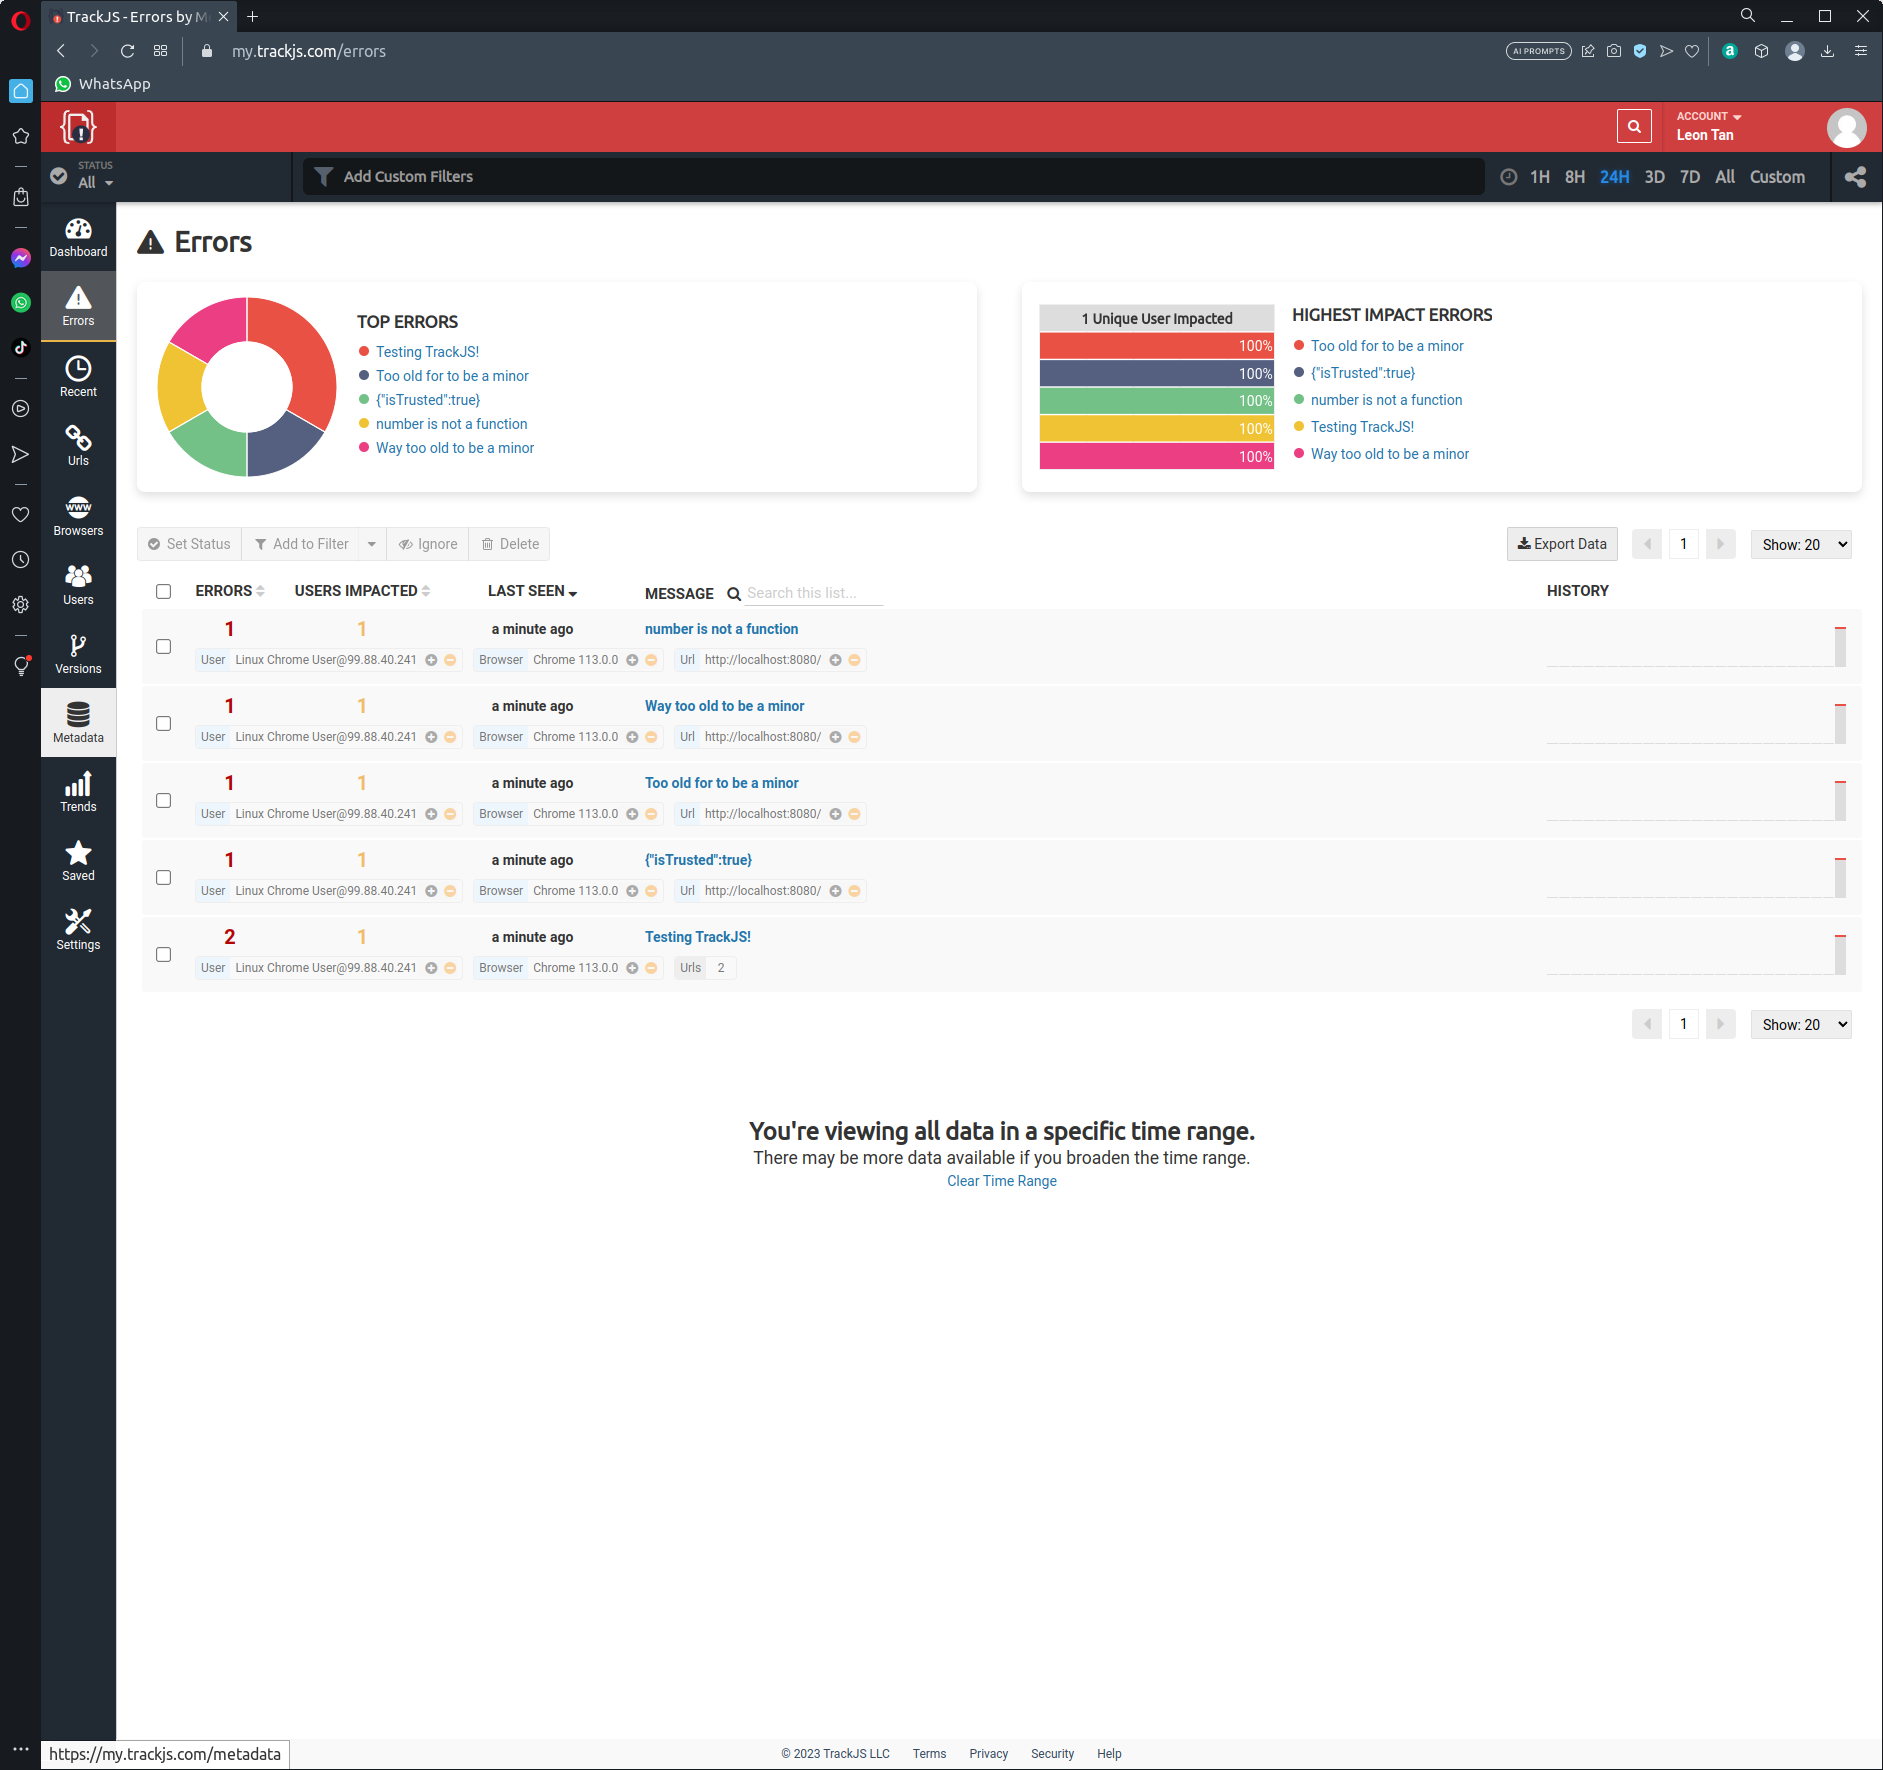 TrackJS - Errors by M
my.trackjs.com/errors
AI PROMPTS
WhatsApp
ACCOUNT
Leon Tan
STATUS
All
Add Custom Filters
1H 8H 24H 3D 7D All Custom
Dashboard
Errors
Recent
Urls
WWW
Browsers
Users
Versions
Metadata
Trends
Saved
Settings
Errors
TOP ERRORS
Testing TrackJS!
Too old for to be a minor
{"isTrusted":true}
number is not a function
Way too old to be a minor
1 Unique User Impacted
100%
100%
100%
100%
100%
HIGHEST IMPACT ERRORS
Too old for to be a minor
{"isTrusted":true}
number is not a function
Testing TrackJS!
Way too old to be a minor
Set Status Add to Filter Ignore Delete
Export Data 1 Show: 20
ERRORS USERS IMPACTED LAST SEEN MESSAGE Search this list... HISTORY
1 1 a minute ago number is not a function
User Linux Chrome User@99.88.40.241 Browser Chrome 113.0.0 Url http://localhost:8080/
1 1 a minute ago Way too old to be a minor
User Linux Chrome User@99.88.40.241 Browser Chrome 113.0.0 Url http://localhost:8080/
1 1 a minute ago Too old for to be a minor
User Linux Chrome User@99.88.40.241 Browser Chrome 113.0.0 Url http://localhost:8080/
1 1 a minute ago {"isTrusted":true}
User Linux Chrome User@99.88.40.241 Browser Chrome 113.0.0 Url http://localhost:8080/
2 1 a minute ago Testing TrackJS!
User Linux Chrome User@99.88.40.241 Browser Chrome 113.0.0 Urls 2
1 Show: 20
You're viewing all data in a specific time range.
There may be more data available if you broaden the time range.
Clear Time Range
https://my.trackjs.com/metadata
© 2023 TrackJS LLC Terms Privacy Security Help